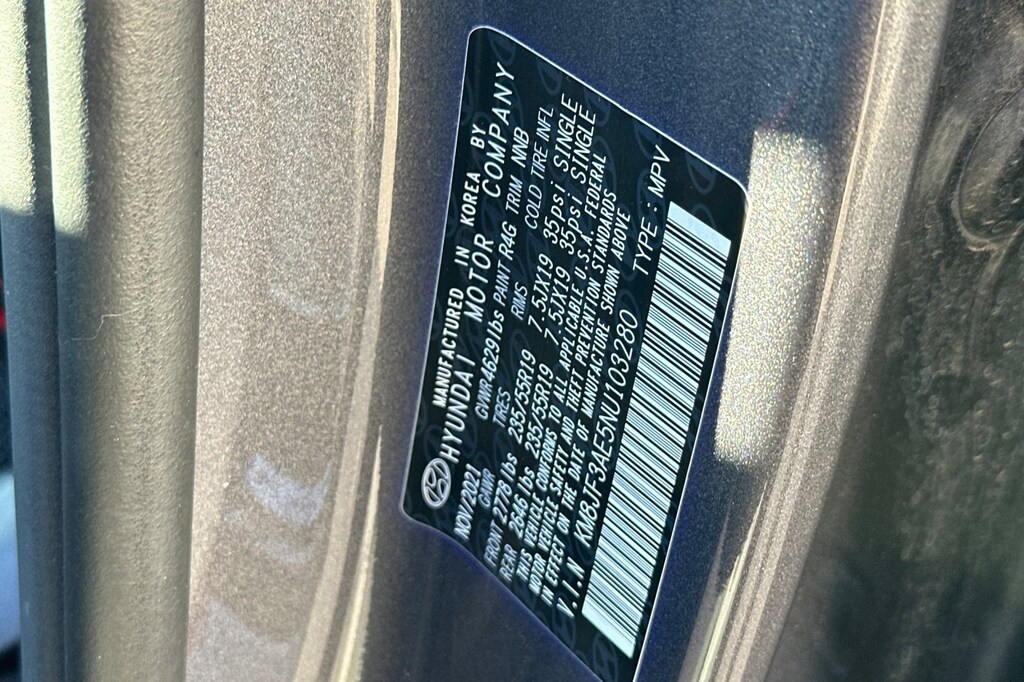 MANUFACTURED IN KOREA BY
HYUNDAI MOTOR COMPANY
NOV/2021 GVWR4629lbs PAINT R4G TRIM NNB
GAWR TIRES RIMS COLD TIRE INFL
FRONT 2778 lbs 235/55R19 7.5JX19 35psi SINGLE
REAR 2646 lbs 235/55R19 7.5JX19 35psi SINGLE
THIS VEHICLE CONFORMS TO ALL APPLICABLE U.S.A. FEDERAL
MOTOR VEHICLE SAFETY AND THEFT PREVENTION STANDARDS
IN EFFECT ON THE DATE OF MANUFACTURE SHOWN ABOVE
V.I.N KM8JF3AE5NU103280 TYPE : MPV